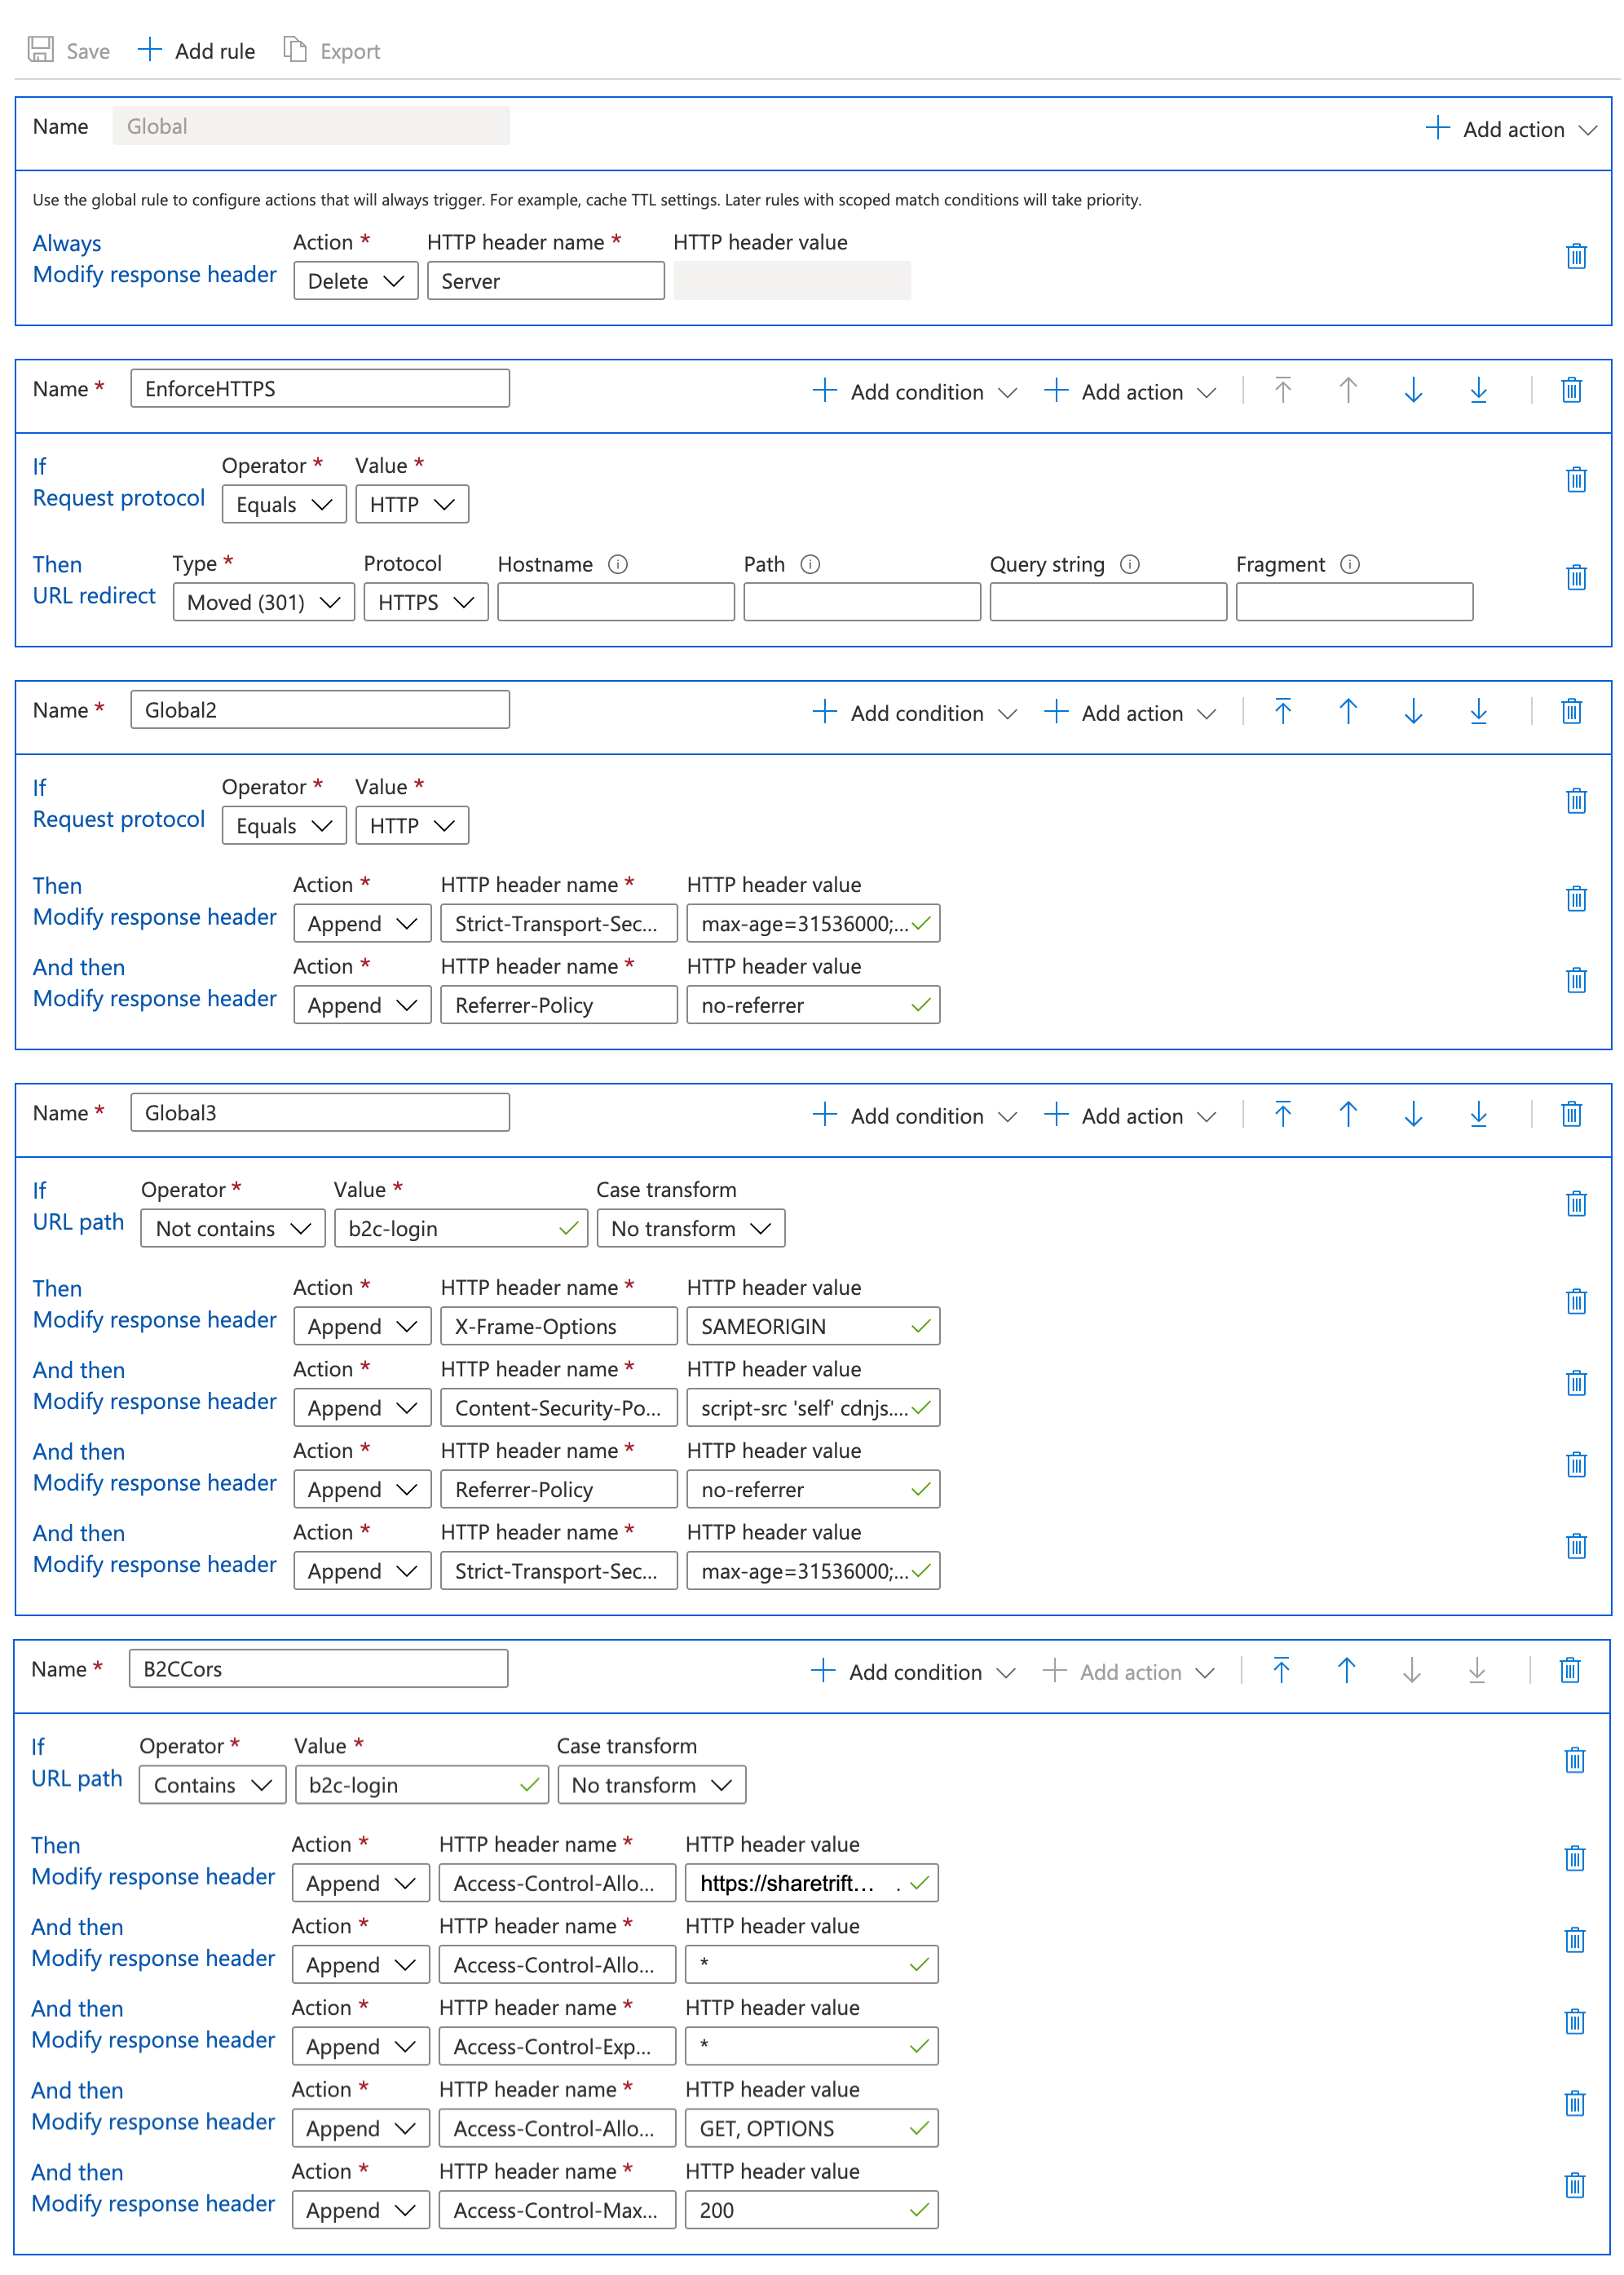 Save Add rule Export
Name Global Add action
Use the global rule to configure actions that will always trigger. For example, cache TTL settings. Later rules with scoped match conditions will take priority.
Always Action * HTTP header name * HTTP header value
Modify response header Delete Server
Name * EnforceHTTPS Add condition Add action
If Operator * Value *
Request protocol Equals HTTP
Then Type * Protocol Hostname Path Query string Fragment
URL redirect Moved (301) HTTPS
Name * Global2 Add condition Add action
If Operator * Value *
Request protocol Equals HTTP
Then Action * HTTP header name * HTTP header value
Modify response header Append Strict-Transport-Sec... max-age=31536000;...
And then Action * HTTP header name * HTTP header value
Modify response header Append Referrer-Policy no-referrer
Name * Global3 Add condition Add action
If Operator * Value * Case transform
URL path Not contains b2c-login No transform
Then Action * HTTP header name * HTTP header value
Modify response header Append X-Frame-Options SAMEORIGIN
And then Action * HTTP header name * HTTP header value
Modify response header Append Content-Security-Po... script-src 'self' cdnjs....
And then Action * HTTP header name * HTTP header value
Modify response header Append Referrer-Policy no-referrer
And then Action * HTTP header name * HTTP header value
Modify response header Append Strict-Transport-Sec... max-age=31536000;...
Name * B2CCors Add condition Add action
If Operator * Value * Case transform
URL path Contains b2c-login No transform
Then Action * HTTP header name * HTTP header value
Modify response header Append Access-Control-Allo... https://sharetrift... .
And then Action * HTTP header name * HTTP header value
Modify response header Append Access-Control-Allo... *
And then Action * HTTP header name * HTTP header value
Modify response header Append Access-Control-Exp... *
And then Action * HTTP header name * HTTP header value
Modify response header Append Access-Control-Allo... GET, OPTIONS
And then Action * HTTP header name * HTTP header value
Modify response header Append Access-Control-Max... 200